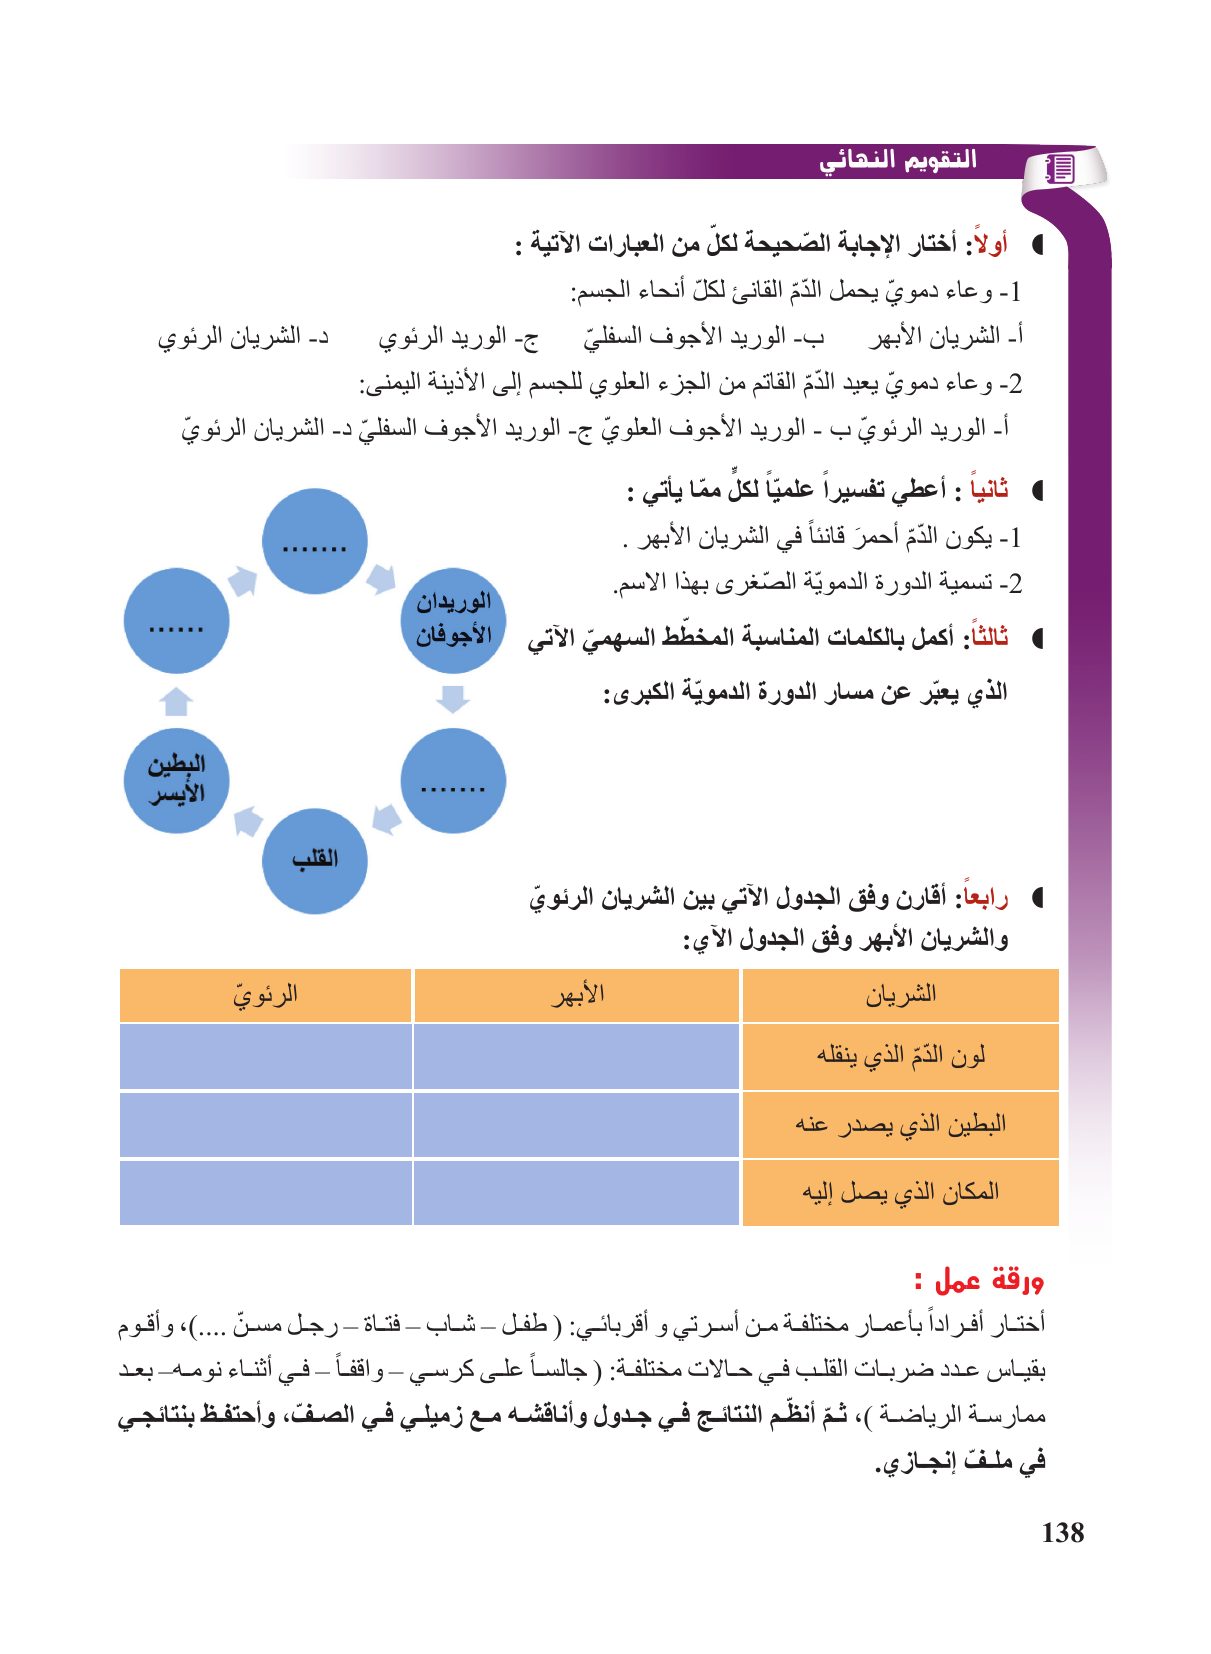 التقويم النهائي
أولاً: أختار الإجابة الصّحيحة لكلّ من العبارات الآتية :
1- وعاء دمويّ يحمل الدّمّ القانئ لكلّ أنحاء الجسم:
أ- الشريان الأبهر ب- الوريد الأجوف السفليّ ج- الوريد الرئوي د- الشريان الرئوي
2- وعاء دمويّ يعيد الدّمّ القاتم من الجزء العلوي للجسم إلى الأذينة اليمنى:
أ- الوريد الرئويّ ب - الوريد الأجوف العلويّ ج- الوريد الأجوف السفليّ د- الشريان الرئويّ
ثانياً : أعطي تفسيراً علميّاً لكلٍّ ممّا يأتي :
1- يكون الدّمّ أحمرَ قانئاً في الشريان الأبهر .
2- تسمية الدورة الدمويّة الصّغرى بهذا الاسم.
ثالثاً: أكمل بالكلمات المناسبة المخطّط السهميّ الآتي
الذي يعبّر عن مسار الدورة الدمويّة الكبرى:
.......
الوريدان
الأجوفان
.......
القلب
البطين
الأيسر
......
رابعاً: أقارن وفق الجدول الآتي بين الشريان الرئويّ
والشريان الأبهر وفق الجدول الآي:
الشريان الأبهر الرئويّ
لون الدّمّ الذي ينقله
البطين الذي يصدر عنه
المكان الذي يصل إليه
ورقة عمل :
أختار أفراداً بأعمار مختلفة من أسرتي و أقربائي: ( طفل – شاب – فتاة – رجل مسنّ ....)، وأقوم
بقياس عدد ضربات القلب في حالات مختلفة: ( جالساً على كرسي – واقفاً – في أثناء نومه– بعد
ممارسة الرياضة )، ثمّ أنظّم النتائج في جدول وأناقشه مع زميلي في الصفّ، وأحتفظ بنتائجي
في ملفّ إنجازي.
138